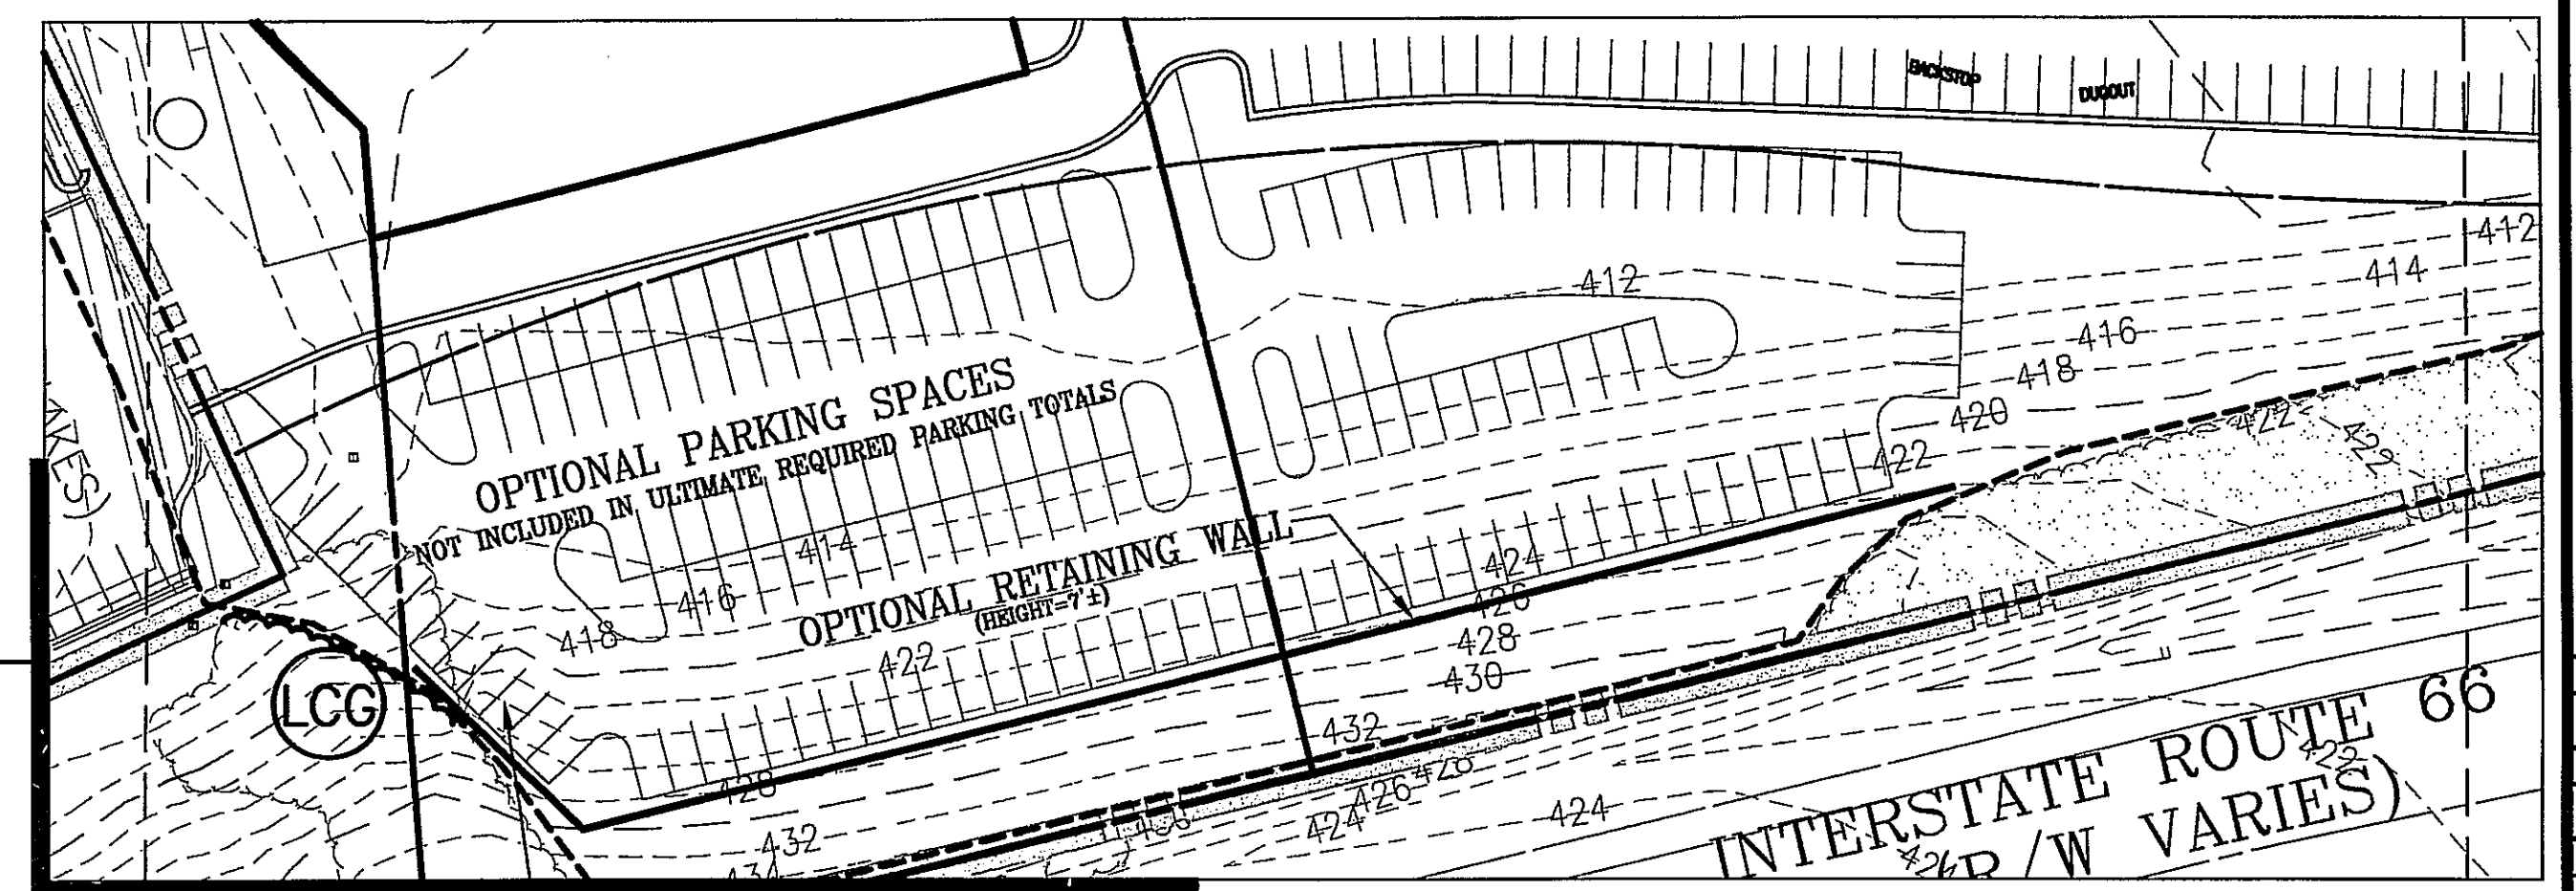 BACKSTOP
DUGOUT
412
412
414
416
418
420
422
422
422
OPTIONAL PARKING SPACES
NOT INCLUDED IN ULTIMATE REQUIRED PARKING TOTALS
414
416
418
OPTIONAL RETAINING WALL
(HEIGHT=7'±)
422
424
426
428
430
432
428
432
LCG
426
424
424
INTERSTATE ROUTE 66
R/W VARIES)
422
426